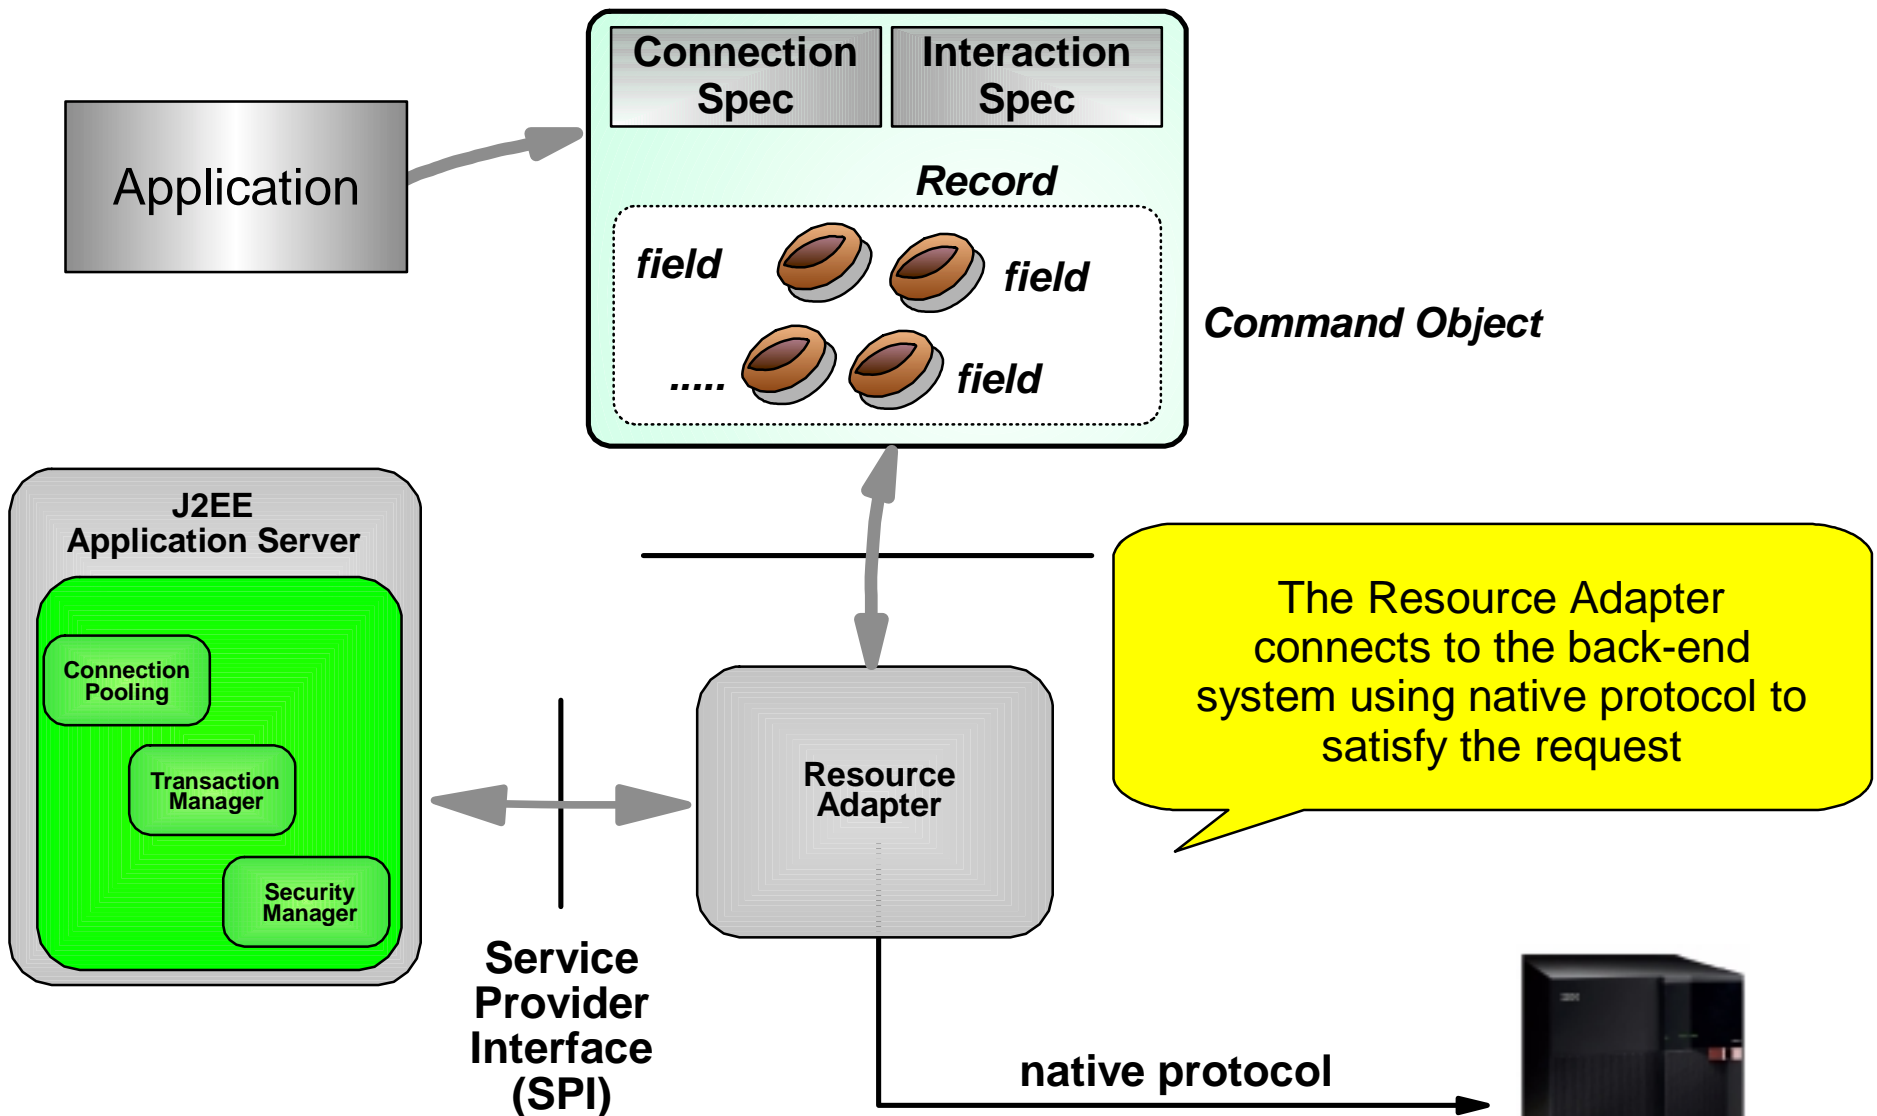 Connection
Spec
Interaction
Spec
Application
Record
field
field
Command Object
.....
field
J2EE
Application Server
Connection
Pooling
Transaction
Manager
Security
Manager
The Resource Adapter
connects to the back-end
system using native protocol to
satisfy the request
Resource
Adapter
Service
Provider
Interface
(SPI)
native protocol
IBM